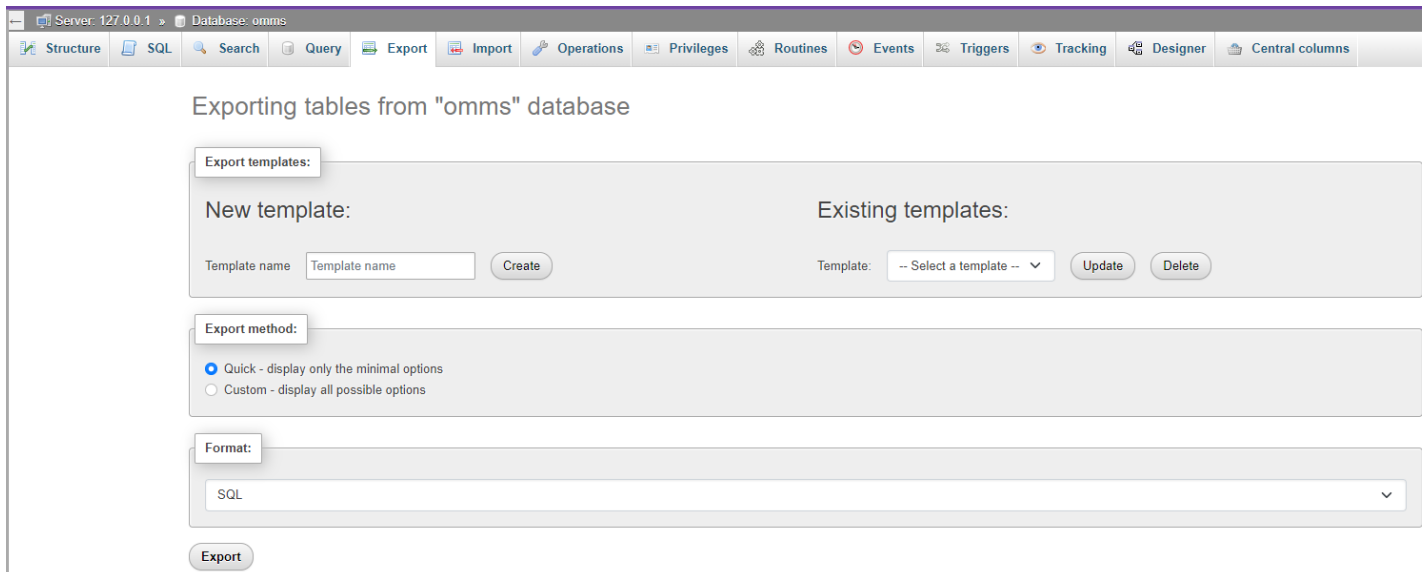 Server: 127.0.0.1 » Database: omms
Structure SQL Search Query Export Import Operations Privileges Routines Events Triggers Tracking Designer Central columns
Exporting tables from "omms" database
Export templates:
New template: Existing templates:
Template name Template name Create Template: -- Select a template -- Update Delete
Export method:
Quick - display only the minimal options
Custom - display all possible options
Format:
SQL
Export